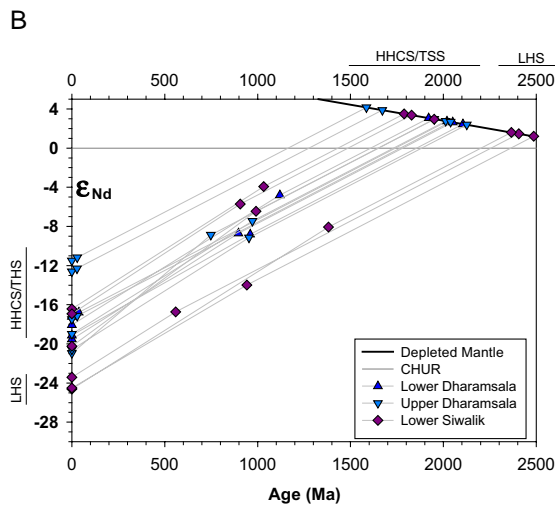 B
HHCS/TSS LHS
0 500 1000 1500 2000 2500
4
0
-4
εNd
-8
-12
-16
-20
-24
-28
HHCS/THS
LHS
Depleted Mantle
CHUR
Lower Dharamsala
Upper Dharamsala
Lower Siwalik
0 500 1000 1500 2000 2500
Age (Ma)